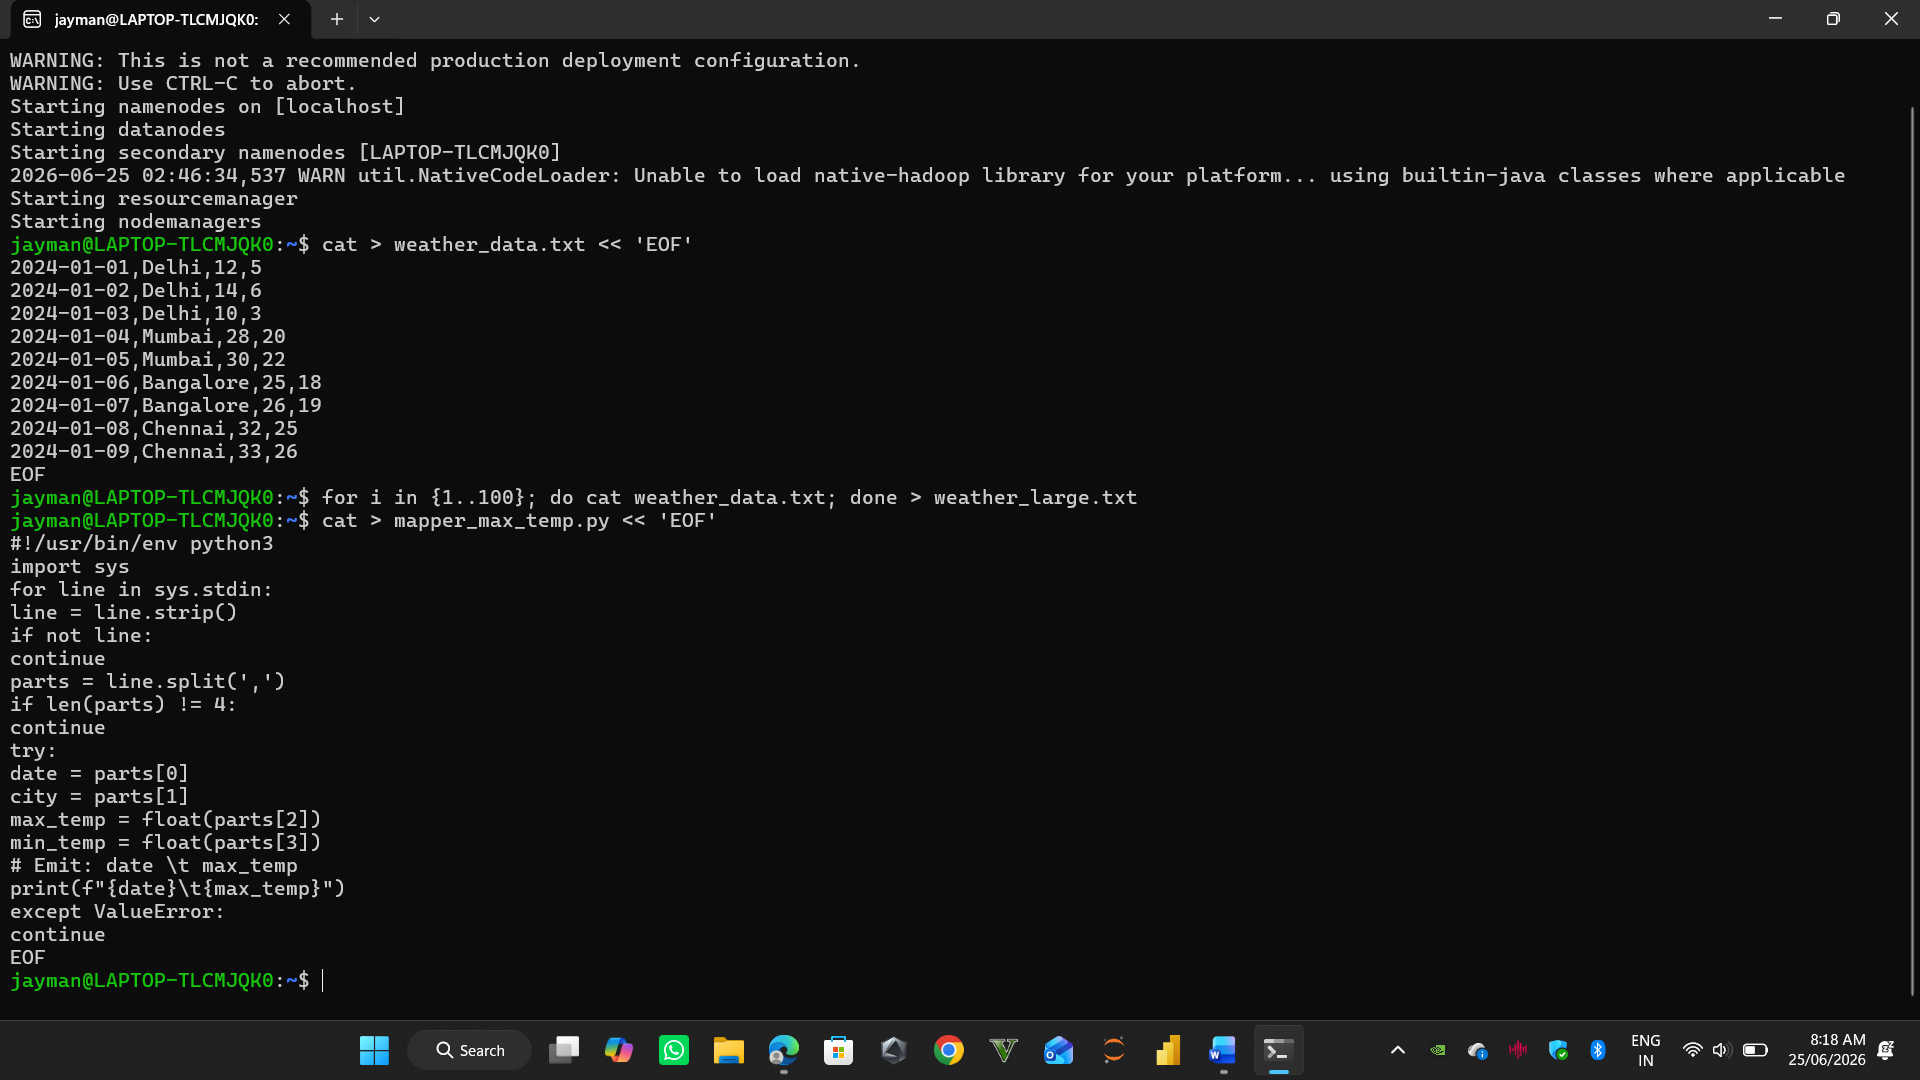 jayman@LAPTOP-TLCMJQK0:
WARNING: This is not a recommended production deployment configuration.
WARNING: Use CTRL-C to abort.
Starting namenodes on [localhost]
Starting datanodes
Starting secondary namenodes [LAPTOP-TLCMJQK0]
2026-06-25 02:46:34,537 WARN util.NativeCodeLoader: Unable to load native-hadoop library for your platform... using builtin-java classes where applicable
Starting resourcemanager
Starting nodemanagers
jayman@LAPTOP-TLCMJQK0:~$ cat > weather_data.txt << 'EOF'
2024-01-01,Delhi,12,5
2024-01-02,Delhi,14,6
2024-01-03,Delhi,10,3
2024-01-04,Mumbai,28,20
2024-01-05,Mumbai,30,22
2024-01-06,Bangalore,25,18
2024-01-07,Bangalore,26,19
2024-01-08,Chennai,32,25
2024-01-09,Chennai,33,26
EOF
jayman@LAPTOP-TLCMJQK0:~$ for i in {1..100}; do cat weather_data.txt; done > weather_large.txt
jayman@LAPTOP-TLCMJQK0:~$ cat > mapper_max_temp.py << 'EOF'
#!/usr/bin/env python3
import sys
for line in sys.stdin:
line = line.strip()
if not line:
continue
parts = line.split(',')
if len(parts) != 4:
continue
try:
date = parts[0]
city = parts[1]
max_temp = float(parts[2])
min_temp = float(parts[3])
# Emit: date \t max_temp
print(f"{date}\t{max_temp}")
except ValueError:
continue
EOF
jayman@LAPTOP-TLCMJQK0:~$
Search
ENG
IN
8:18 AM
25/06/2026